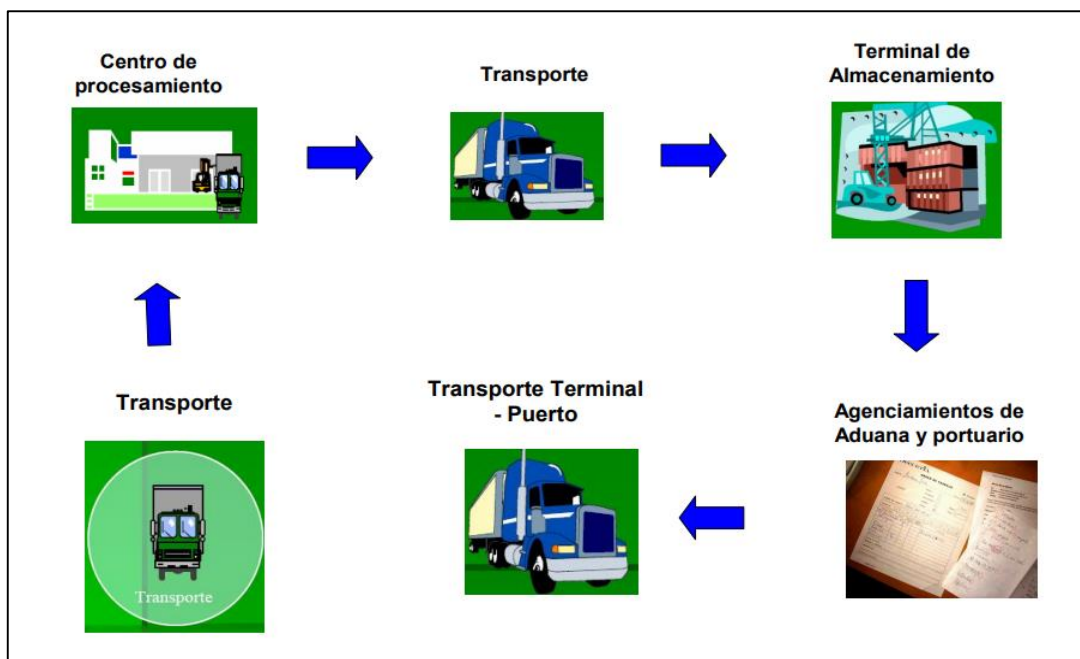 Centro de
procesamiento
Transporte
Terminal de
Almacenamiento
Transporte
Transporte Terminal
- Puerto
Agenciamientos de
Aduana y portuario
Transporte